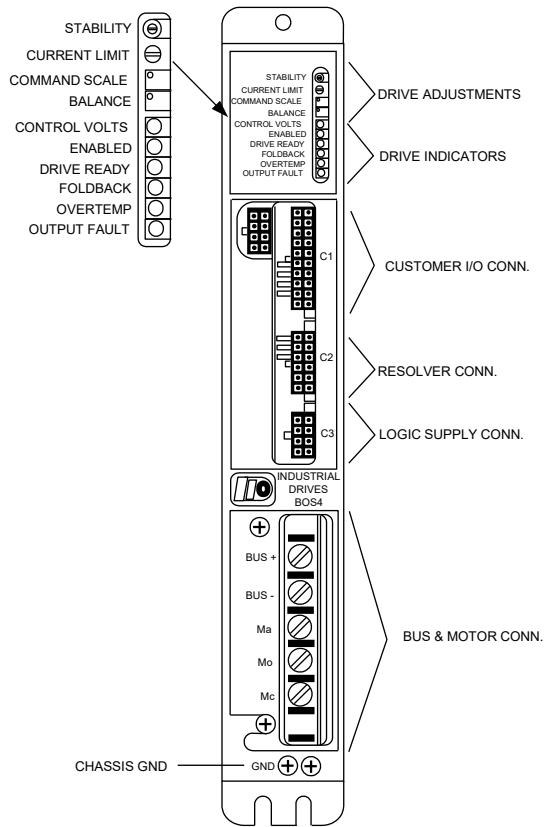 STABILITY
CURRENT LIMIT
COMMAND SCALE
BALANCE
CONTROL VOLTS
ENABLED
DRIVE READY
FOLDBACK
OVERTEMP
OUTPUT FAULT
STABILITY
CURRENT LIMIT
COMMAND SCALE
BALANCE
CONTROL VOLTS
ENABLED
DRIVE READY
FOLDBACK
OVERTEMP
OUTPUT FAULT
DRIVE ADJUSTMENTS
DRIVE INDICATORS
C1
CUSTOMER I/O CONN.
C2
RESOLVER CONN.
C3
LOGIC SUPPLY CONN.
INDUSTRIAL
DRIVES
BOS4
BUS +
BUS -
Ma
Mo
Mc
BUS & MOTOR CONN.
CHASSIS GND
GND